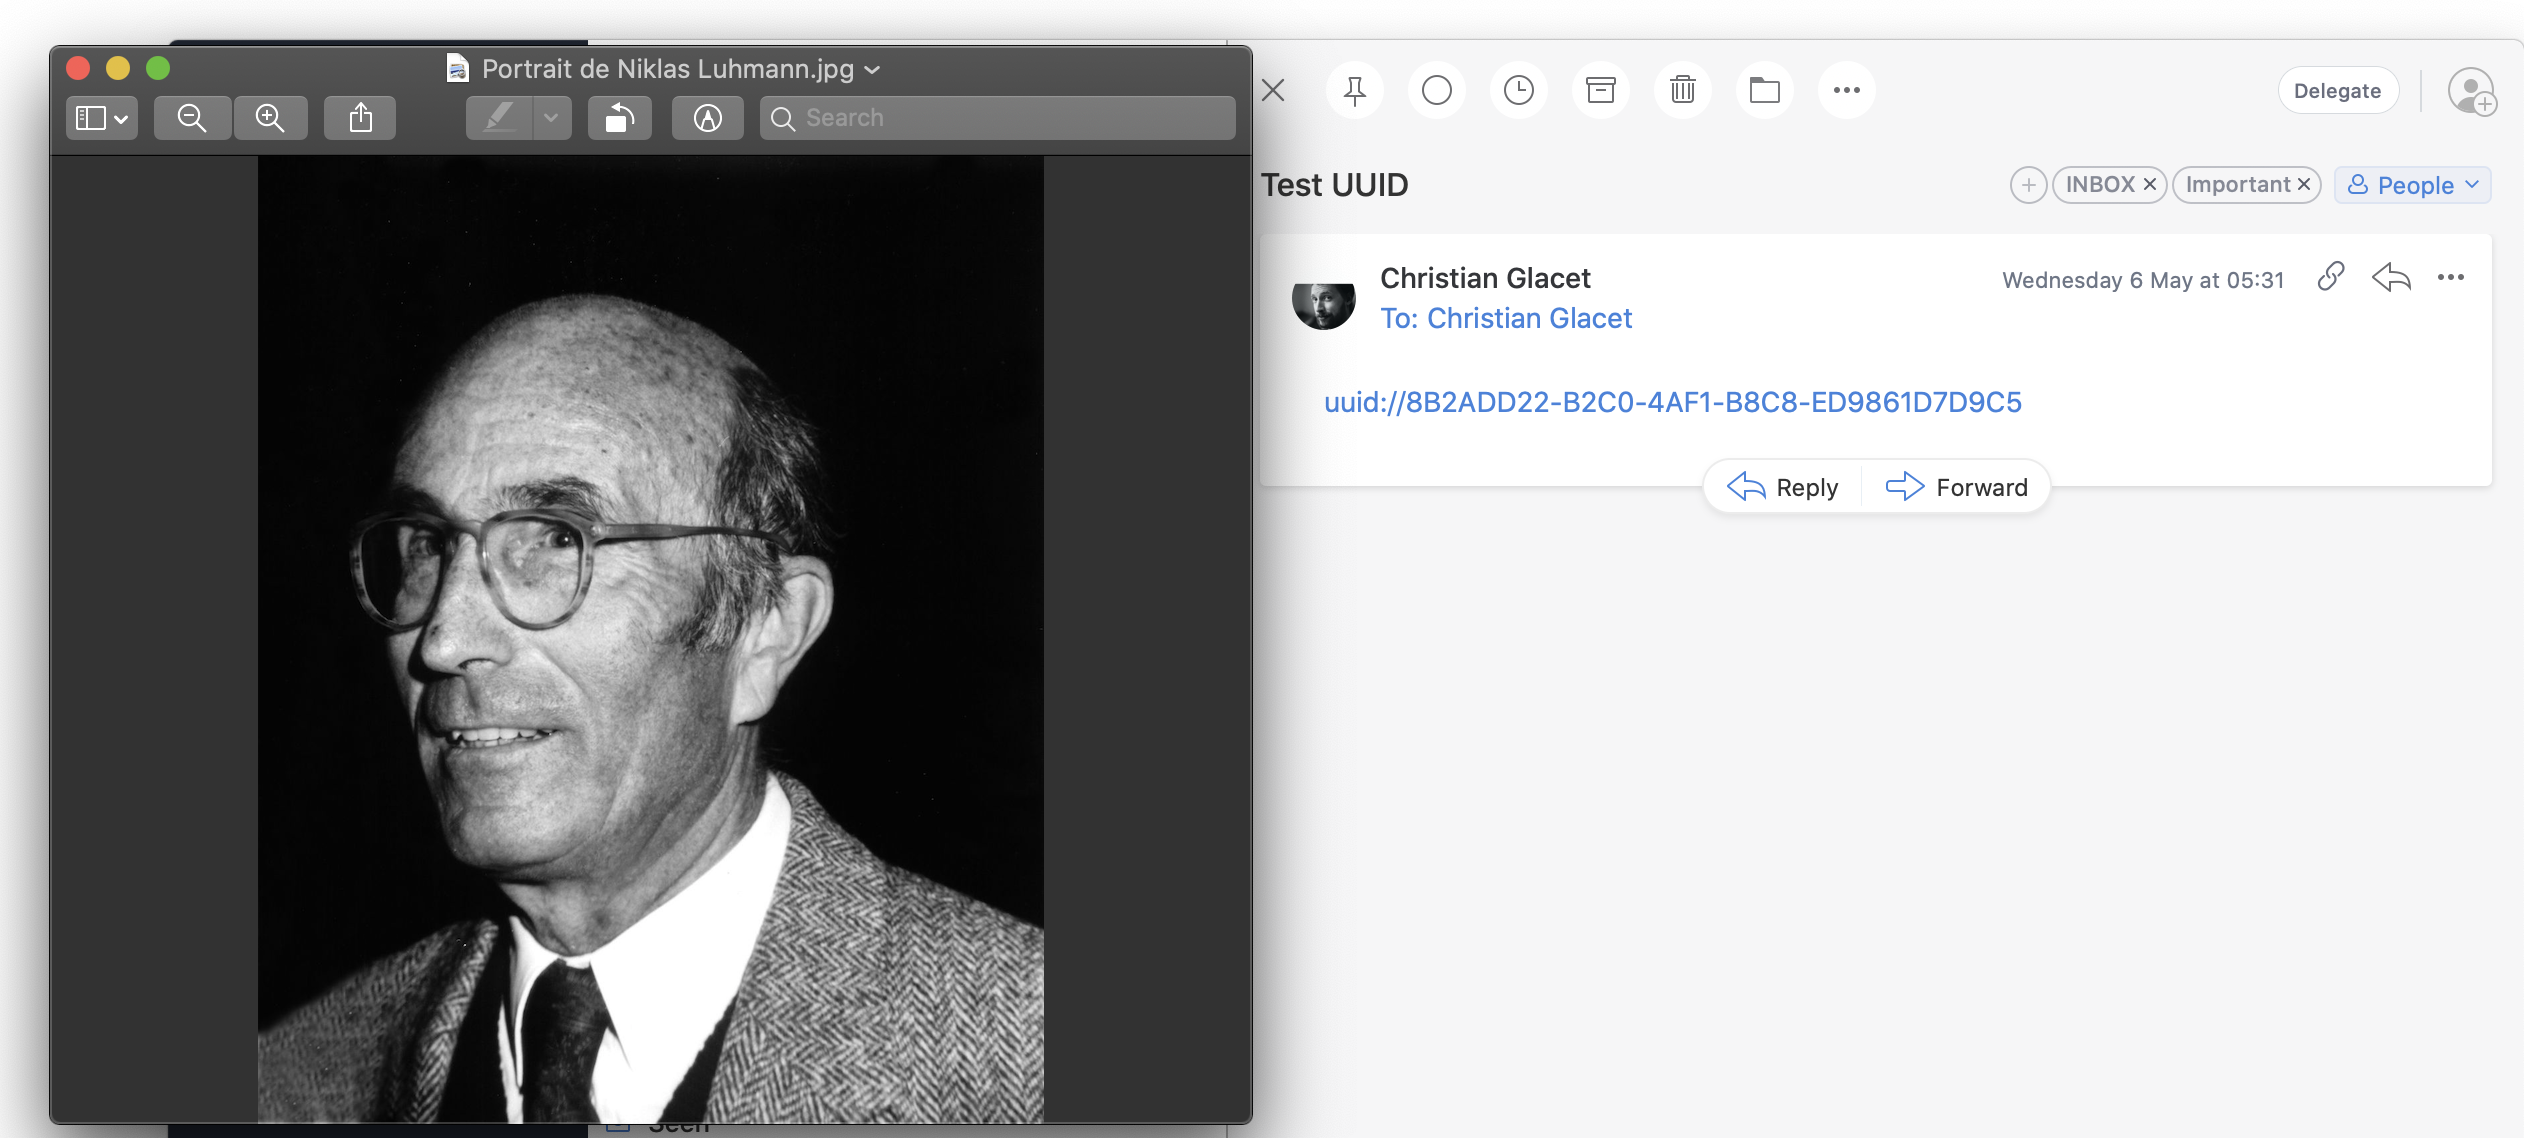 Portrait de Niklas Luhmann.jpg
Search
Delegate
Test UUID
INBOX
Important
People
Christian Glacet
Wednesday 6 May at 05:31
To: Christian Glacet
uuid://8B2ADD22-B2C0-4AF1-B8C8-ED9861D7D9C5
Reply
Forward
Seen